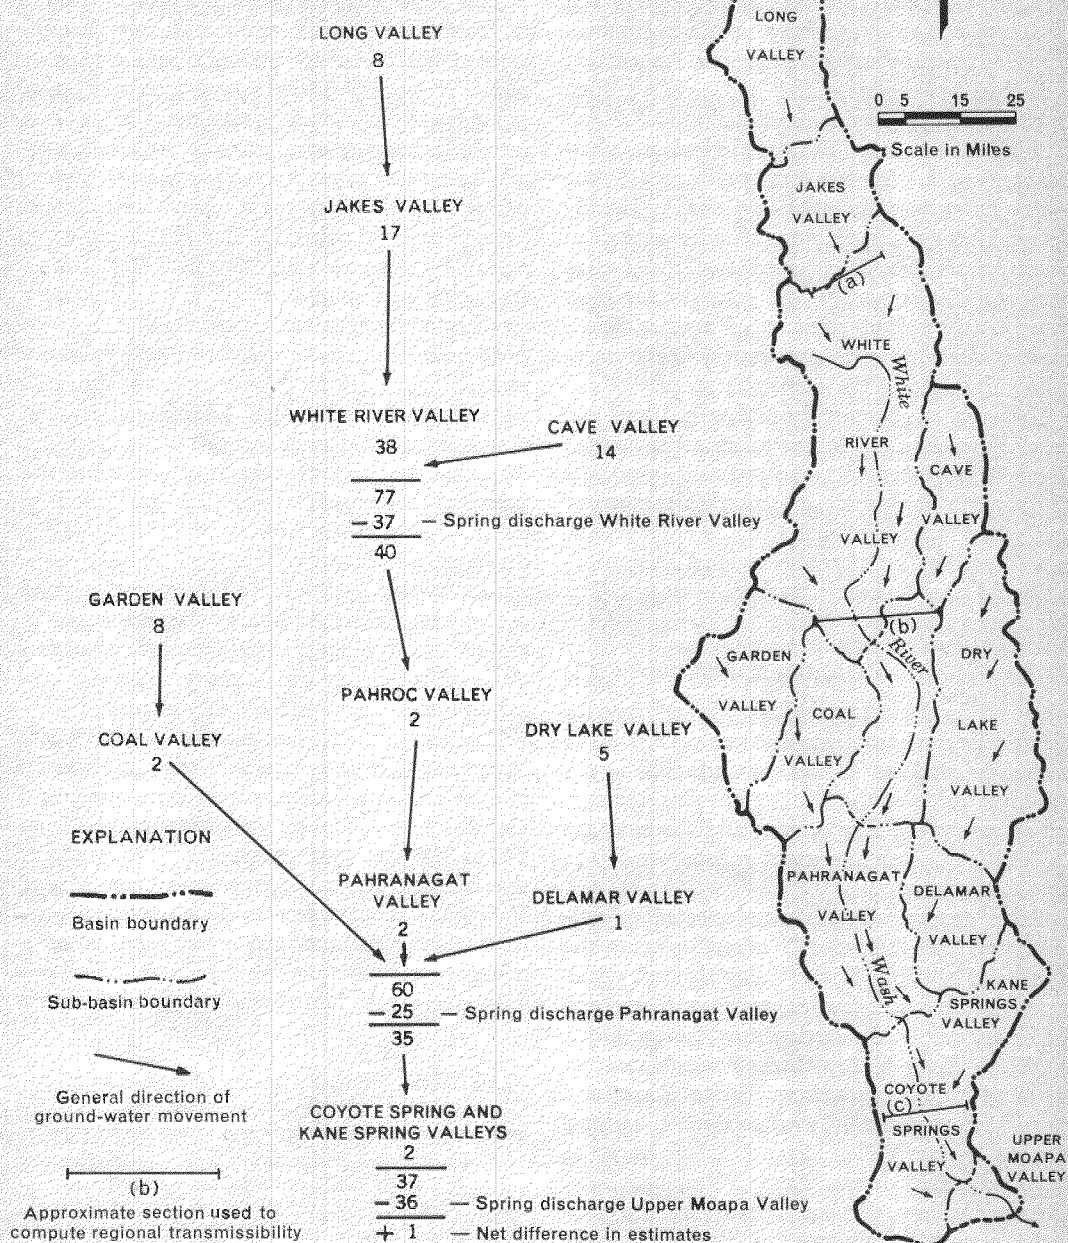 LONG VALLEY
8
JAKES VALLEY
17
WHITE RIVER VALLEY
38
CAVE VALLEY
14
77
- 37 — Spring discharge White River Valley
40
GARDEN VALLEY
8
PAHROC VALLEY
2
COAL VALLEY
2
DRY LAKE VALLEY
5
PAHRANAGAT
VALLEY
2
DELAMAR VALLEY
1
60
- 25 — Spring discharge Pahranagat Valley
35
COYOTE SPRING AND
KANE SPRING VALLEYS
2
37
- 36 — Spring discharge Upper Moapa Valley
+ 1 — Net difference in estimates
EXPLANATION
Basin boundary
Sub-basin boundary
General direction of
ground-water movement
(b)
Approximate section used to
compute regional transmissibility
LONG
VALLEY
0 5 15 25
Scale in Miles
JAKES
VALLEY
(a)
WHITE
White
RIVER
CAVE
VALLEY
VALLEY
(b)
River
GARDEN
VALLEY
COAL
VALLEY
DRY
LAKE
VALLEY
PAHRANAGAT
VALLEY
DELAMAR
VALLEY
Wash
KANE
SPRINGS
VALLEY
COYOTE
(c)
SPRINGS
VALLEY
UPPER
MOAPA
VALLEY